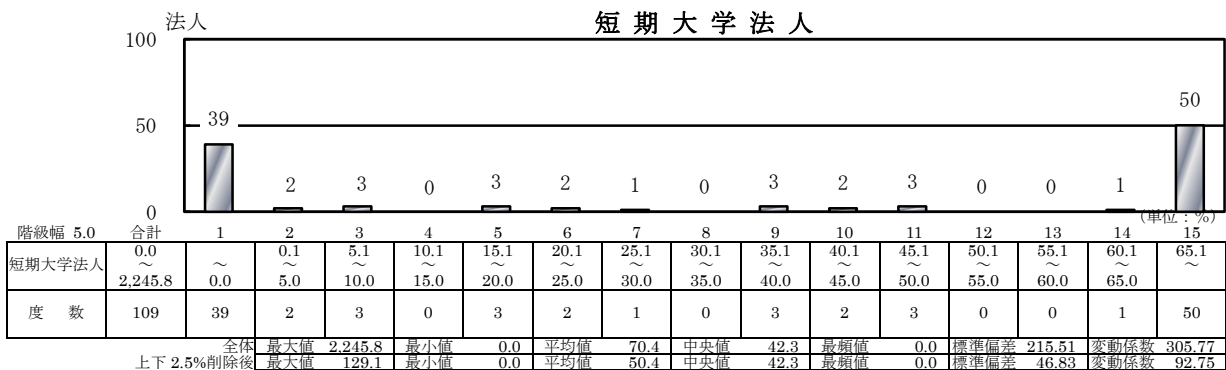 法人 短期大学法人
100
50
0
39 2 3 0 3 2 1 0 3 2 3 0 0 1 50
(単位：%)
階級幅 5.0 合計 1 2 3 4 5 6 7 8 9 10 11 12 13 14 15
短期大学法人 0.0～2,245.8 ～0.0 0.1～5.0 5.1～10.0 10.1～15.0 15.1～20.0 20.1～25.0 25.1～30.0 30.1～35.0 35.1～40.0 40.1～45.0 45.1～50.0 50.1～55.0 55.1～60.0 60.1～65.0 65.1～
度数 109 39 2 3 0 3 2 1 0 3 2 3 0 0 1 50
全体 最大値 2,245.8 最小値 0.0 平均値 70.4 中央値 42.3 最頻値 0.0 標準偏差 215.51 変動係数 305.77
上下 2.5%削除後 最大値 129.1 最小値 0.0 平均値 50.4 中央値 42.3 最頻値 0.0 標準偏差 46.83 変動係数 92.75